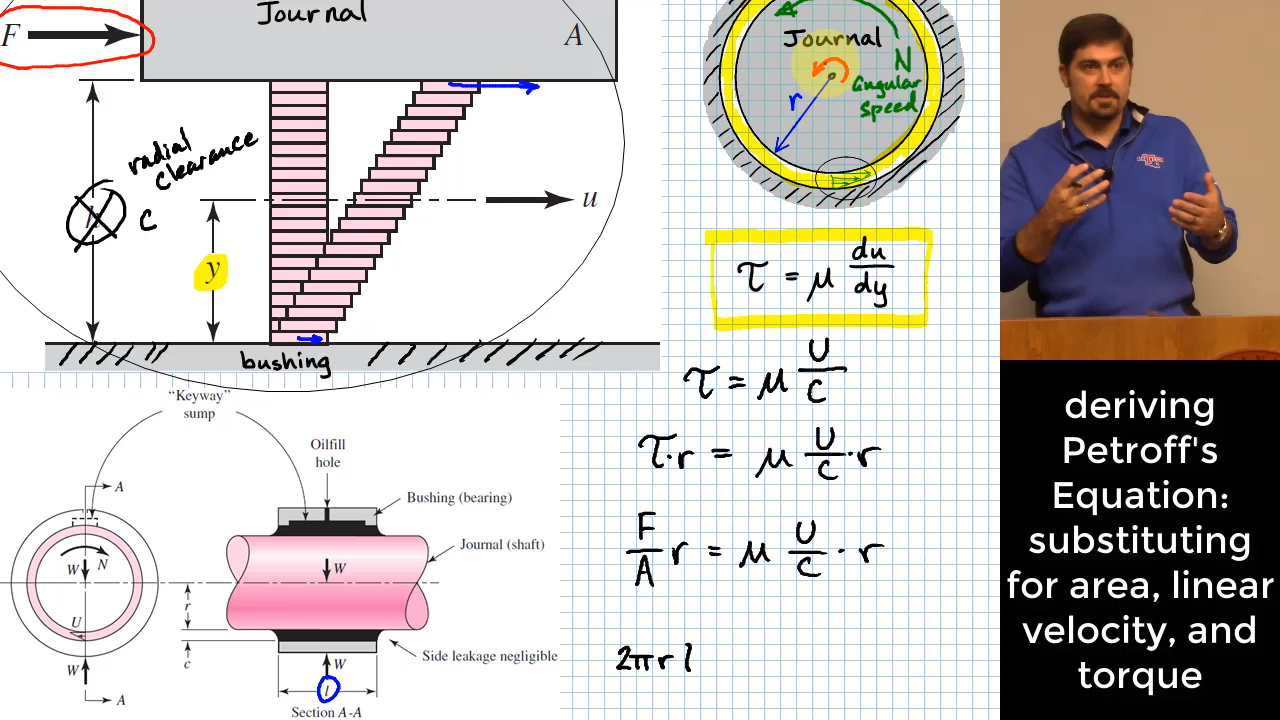 Journal
F
A
radial
clearance
h
c
u
y
bushing
Journal
N
angular
speed
r
τ = μ du/dy
τ = μ U/c
τ·r = μ U/c · r
F/A r = μ U/c · r
2πr l
“Keyway”
sump
Oilfill
hole
A
Bushing (bearing)
Journal (shaft)
W
N
W
r
U
c
Side leakage negligible
W
W
l
A
Section A-A
deriving
Petroff's
Equation:
substituting
for area, linear
velocity, and
torque